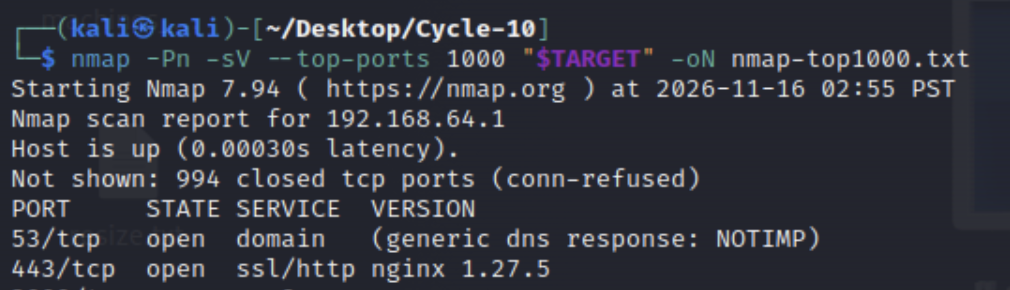 ┌──(kali㉿kali)-[~/Desktop/Cycle-10]
└─$ nmap -Pn -sV --top-ports 1000 "$TARGET" -oN nmap-top1000.txt
Starting Nmap 7.94 ( https://nmap.org ) at 2026-11-16 02:55 PST
Nmap scan report for 192.168.64.1
Host is up (0.00030s latency).
Not shown: 994 closed tcp ports (conn-refused)
PORT    STATE SERVICE  VERSION
53/tcp  open  domain   (generic dns response: NOTIMP)
443/tcp open  ssl/http nginx 1.27.5